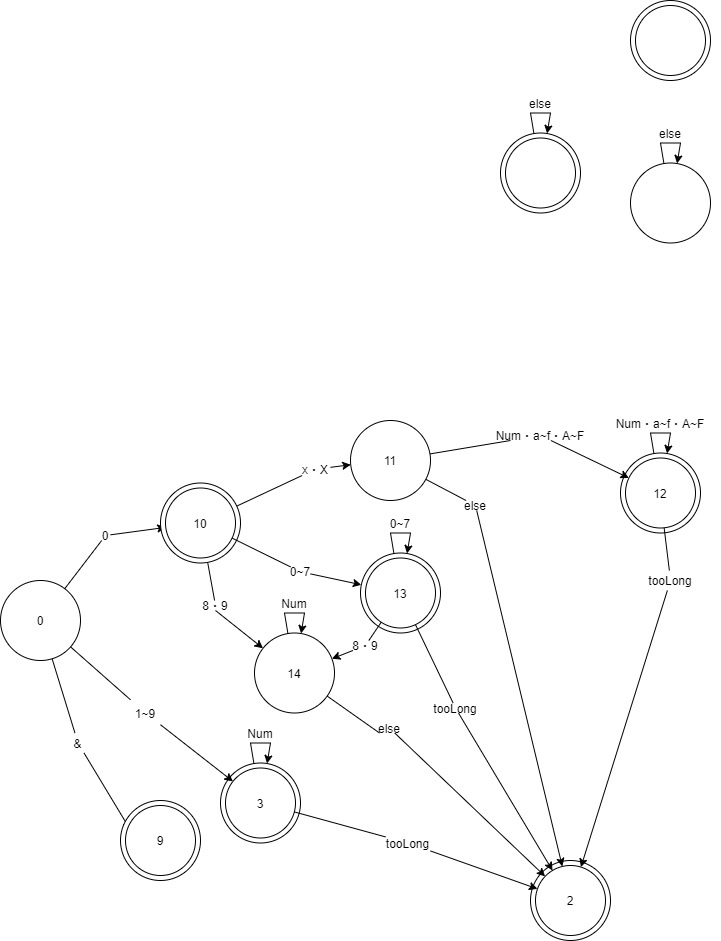 else
else
Num · a~f · A~F
Num · a~f · A~F
11
x · X
12
else
10
0~7
0
0~7
tooLong
13
8 · 9
Num
0
8 · 9
14
tooLong
1~9
else
Num
&
3
9
tooLong
2